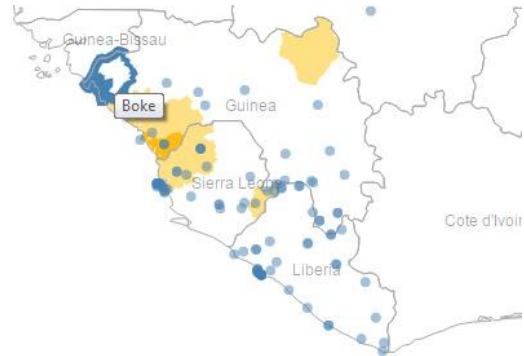 Guinea-Bissau
Boke
Guinea
Sierra Leone
Cote d'Ivoir
Liberia